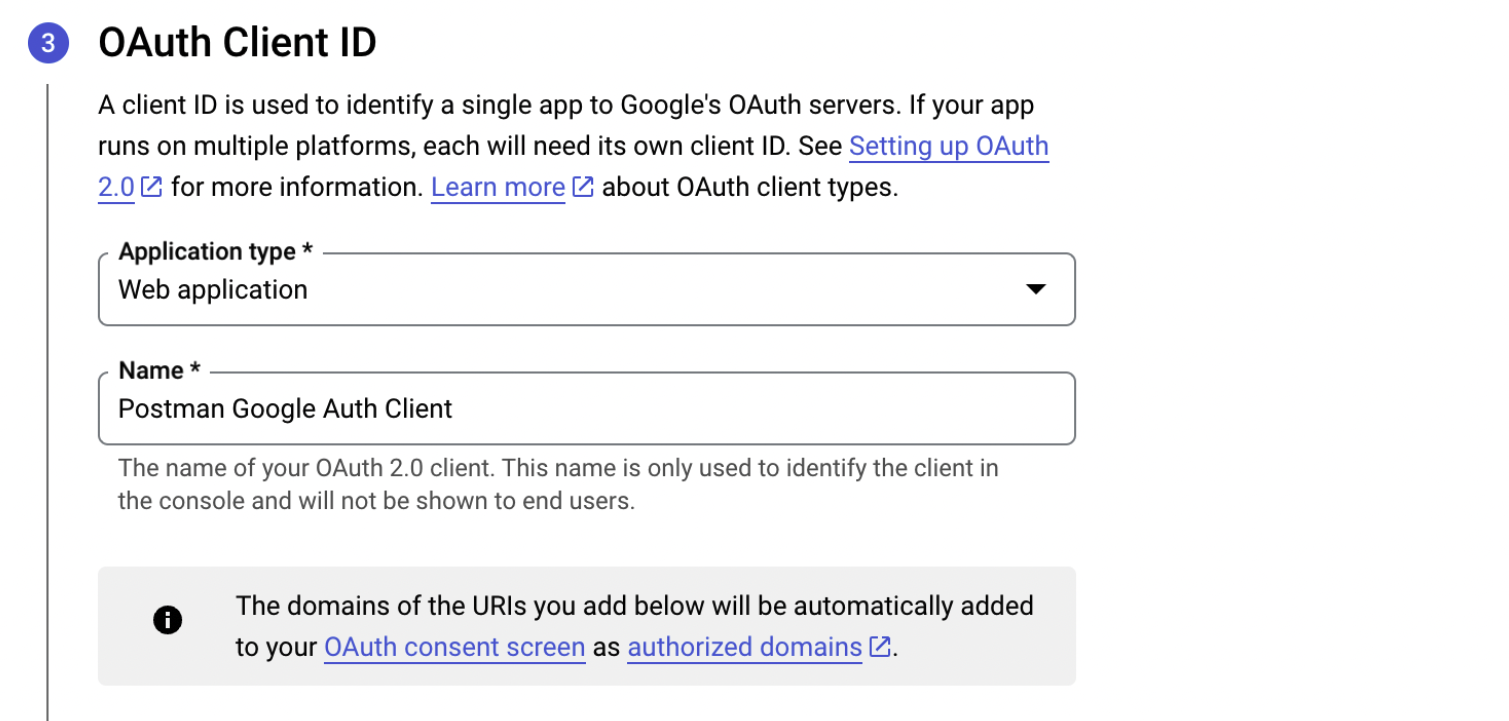 3 OAuth Client ID
A client ID is used to identify a single app to Google's OAuth servers. If your app
runs on multiple platforms, each will need its own client ID. See Setting up OAuth
2.0 for more information. Learn more about OAuth client types.
Application type *
Web application
Name *
Postman Google Auth Client
The name of your OAuth 2.0 client. This name is only used to identify the client in
the console and will not be shown to end users.
The domains of the URIs you add below will be automatically added
to your OAuth consent screen as authorized domains.